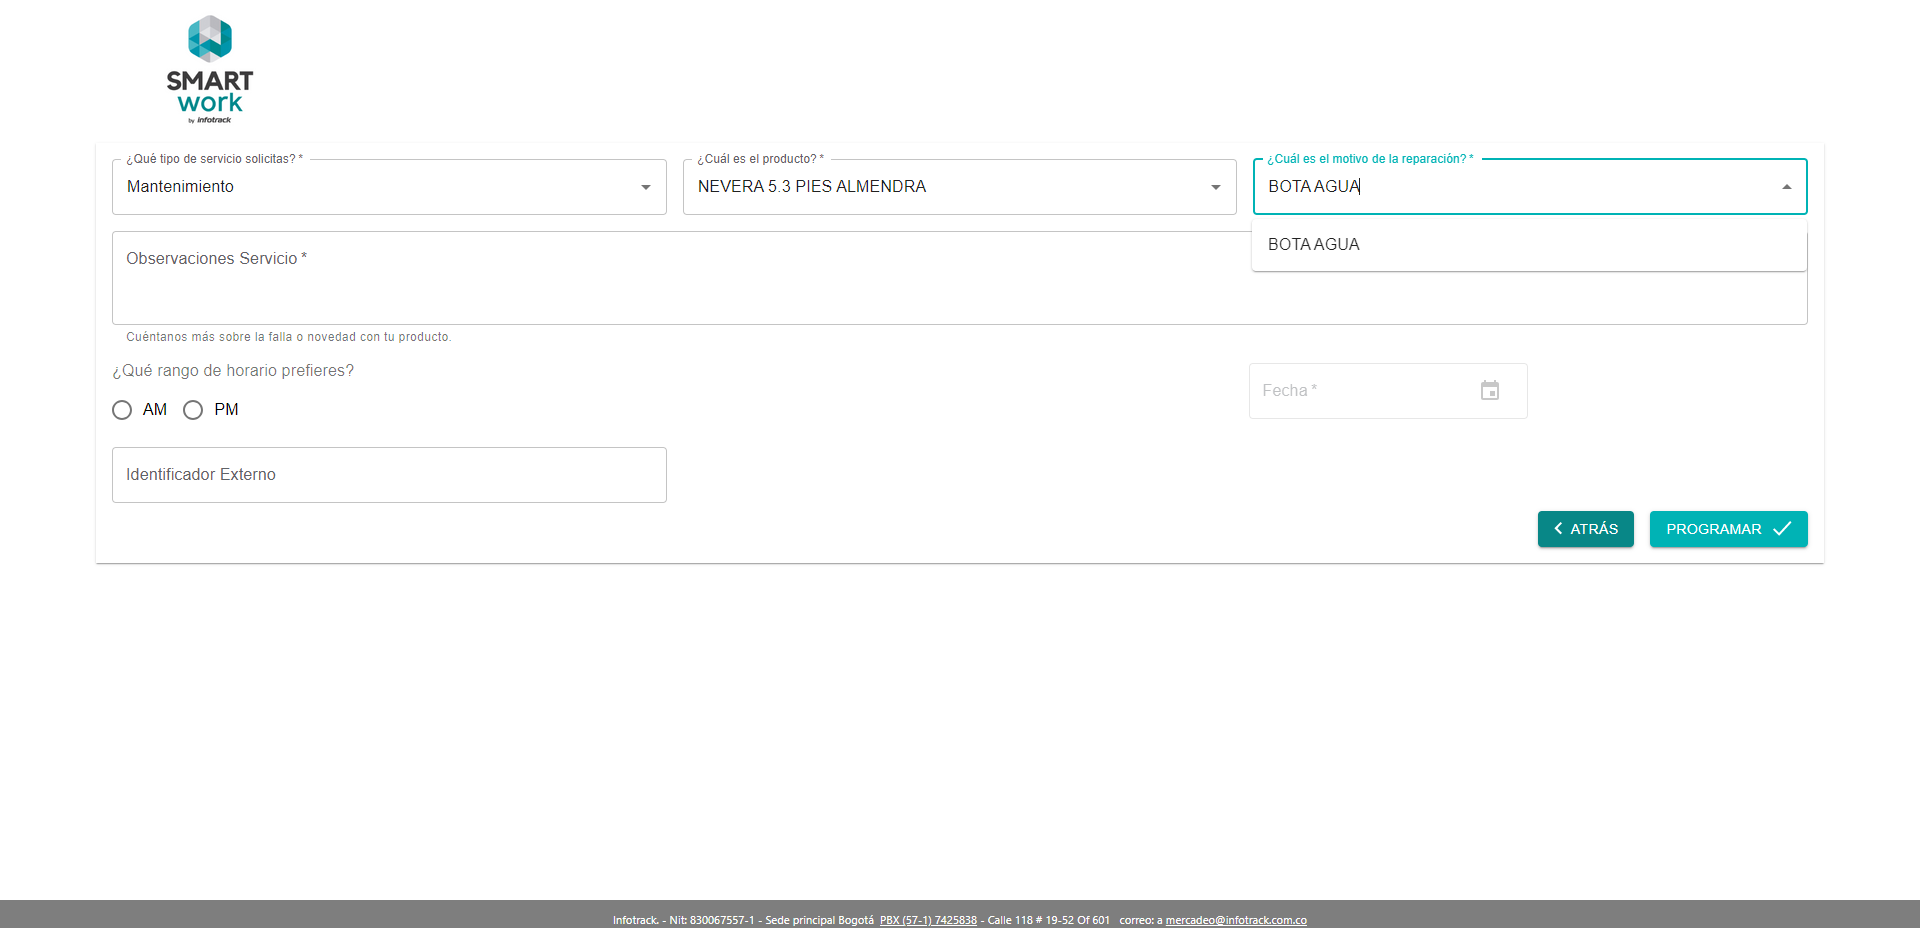 SMART
work
by infotrack
¿Qué tipo de servicio solicitas? *
Mantenimiento
¿Cuál es el producto? *
NEVERA 5.3 PIES ALMENDRA
¿Cuál es el motivo de la reparación? *
BOTA AGUA
BOTA AGUA
Observaciones Servicio *
Cuéntanos más sobre la falla o novedad con tu producto.
¿Qué rango de horario prefieres?
AM PM
Fecha *
Identificador Externo
ATRÁS
PROGRAMAR
Infotrack. - Nit: 830067557-1 - Sede principal Bogotá PBX (57-1) 7425838 - Calle 118 # 19-52 Of 601 correo: a mercadeo@infotrack.com.co